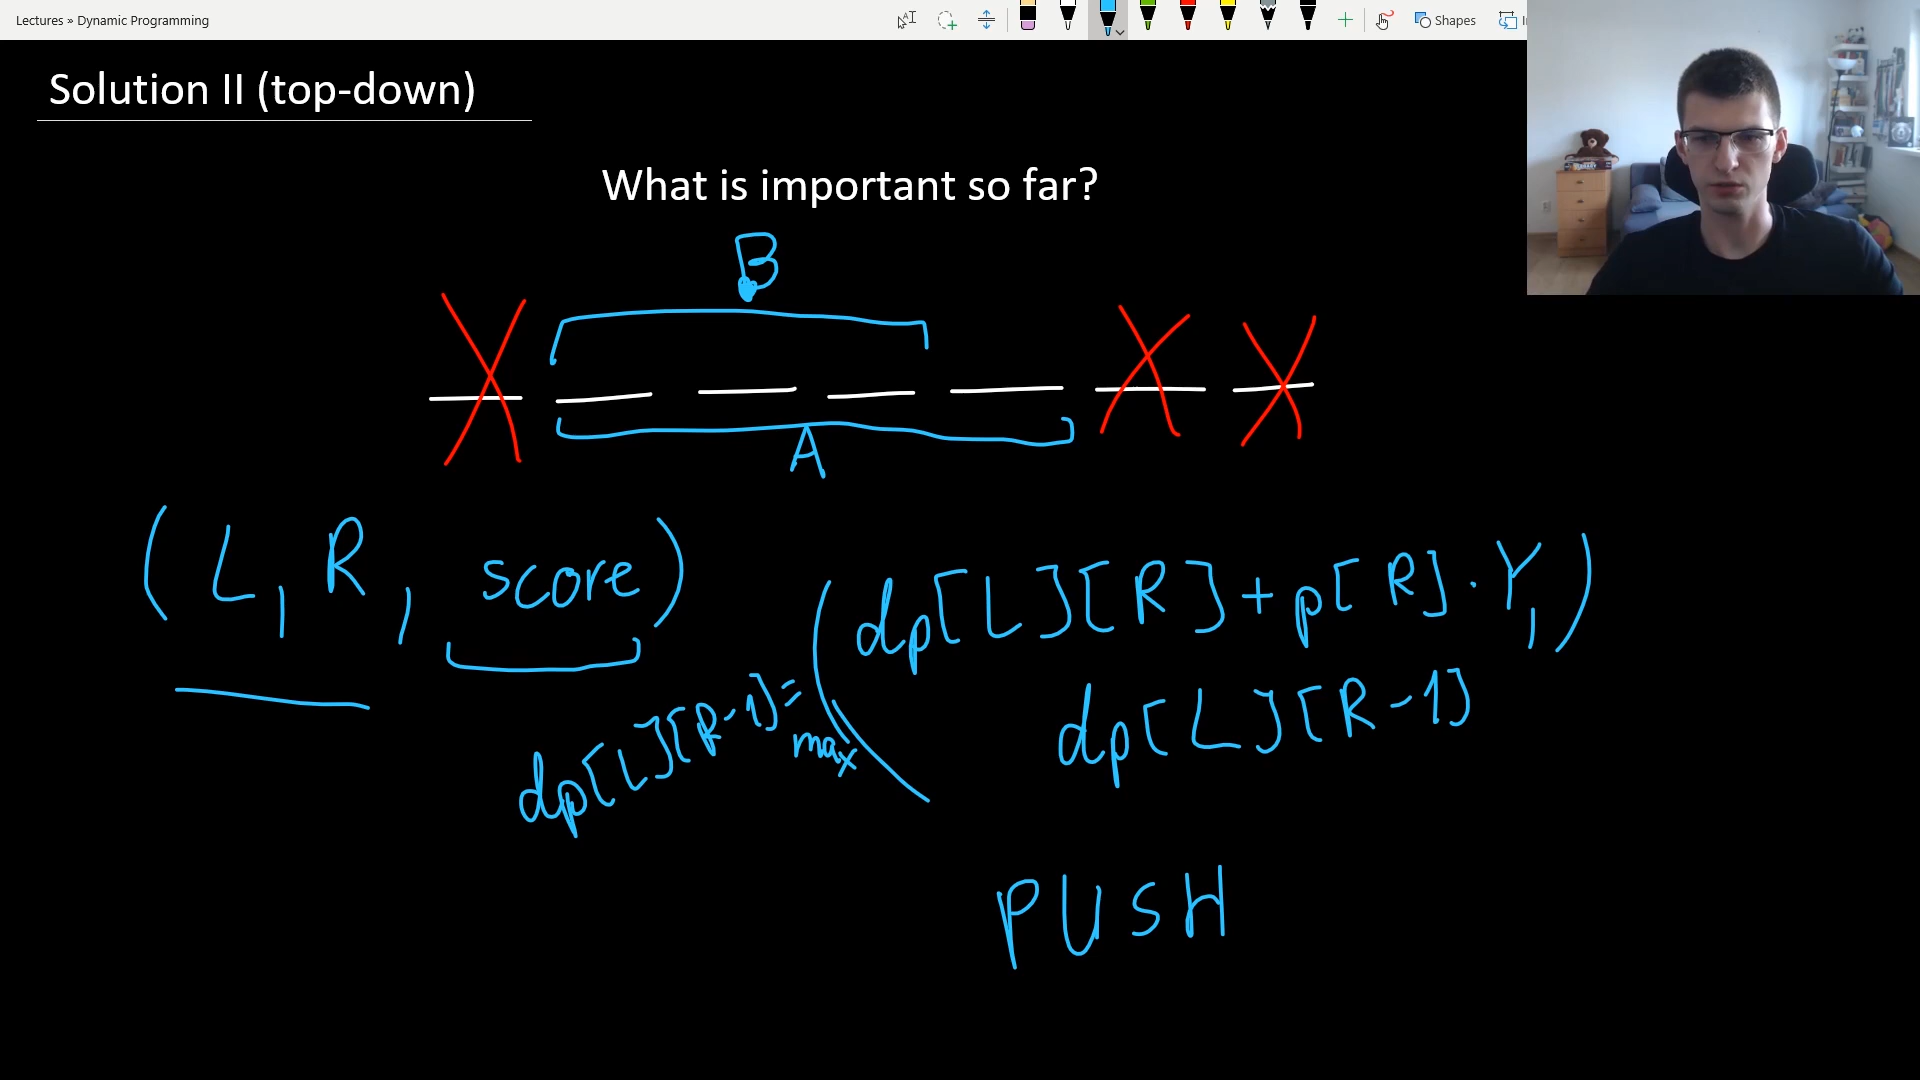 Lectures » Dynamic Programming
Shapes
Solution II (top-down)
What is important so far?
B
A
(L, R, score)
(dp[L][R]+p[R]·Y,)
dp[L][R-1]
dp[L][R-1]=
max
PUSH